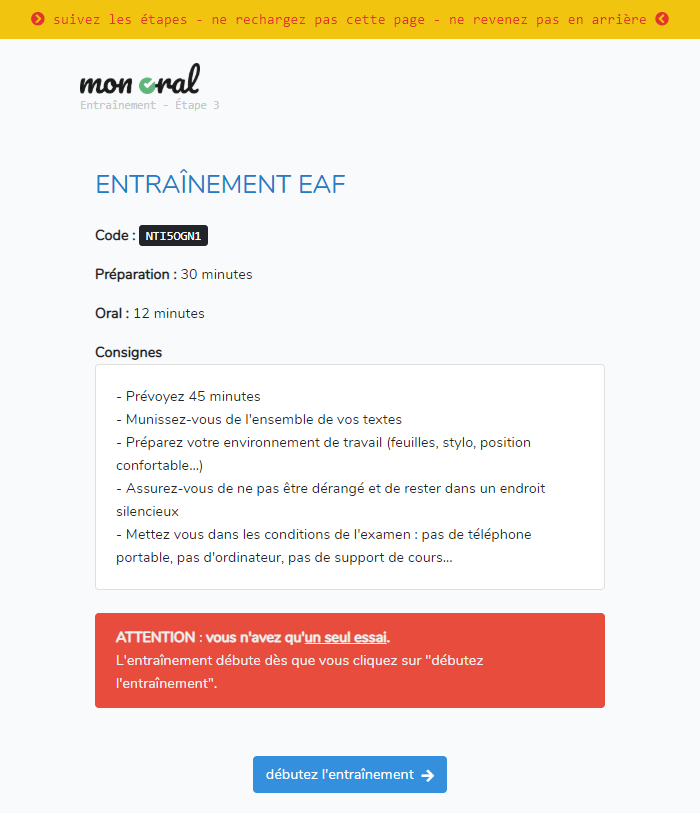 suivez les étapes - ne rechargez pas cette page - ne revenez pas en arrière
mon oral
Entraînement - Étape 3
ENTRAÎNEMENT EAF
Code : NTI5OGN1
Préparation : 30 minutes
Oral : 12 minutes
Consignes
- Prévoyez 45 minutes
- Munissez-vous de l'ensemble de vos textes
- Préparez votre environnement de travail (feuilles, stylo, position
confortable...)
- Assurez-vous de ne pas être dérangé et de rester dans un endroit
silencieux
- Mettez vous dans les conditions de l'examen : pas de téléphone
portable, pas d'ordinateur, pas de support de cours...
ATTENTION : vous n'avez qu'un seul essai.
L'entraînement débute dès que vous cliquez sur "débutez
l'entraînement".
débutez l'entraînement